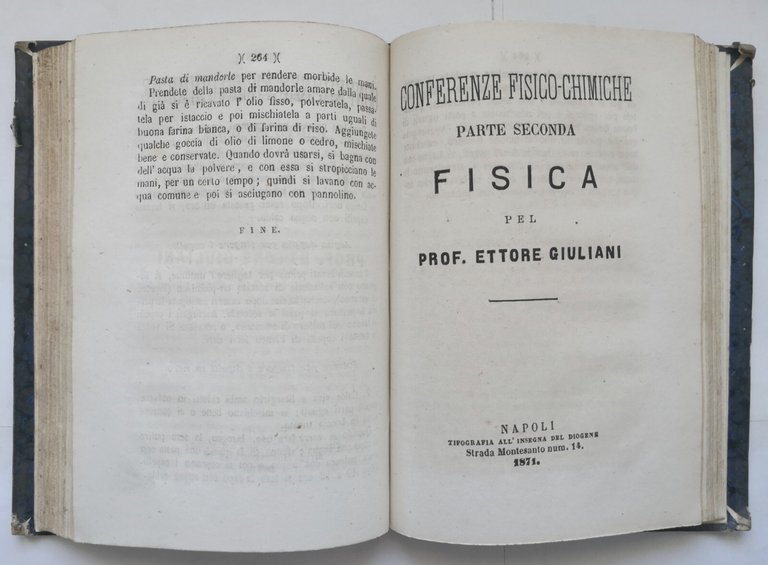 )( 264 )(
Pasta di mandorle per rendere morbide le mani.
Prendete della pasta di mandorle amare dalla quale
di già si è ricavato l'olio fisso, polveratela, passa-
tela per istaccio e poi mischiatela a parti uguali di
buona farina bianca, o di farina di riso. Aggiungete
qualche goccia di olio di limone o cedro, mischiate
bene e conservate. Quando dovrà usarsi, si bagna con
dell'acqua la polvere, e con essa si stropicciono le
mani, per un certo tempo; quindi si lavano con ac-
qua comune e poi si asciugano con pannolino.
FINE.
CONFERENZE FISICO-CHIMICHE
PARTE SECONDA
FISICA
PEL
PROF. ETTORE GIULIANI
NAPOLI
TIPOGRAFIA ALL'INSEGNA DEL DIOGENE
Strada Montesanto num. 14.
1871.